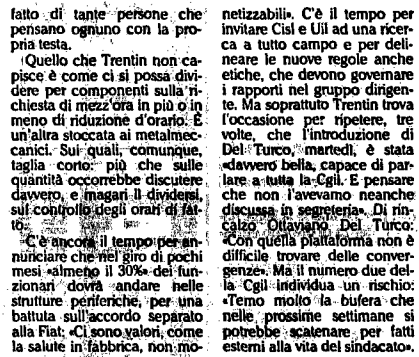 fatto di tante persone che
pensano ognuno con la pro-
pria testa.
Quello che Trentin non ca-
pisce è come ci si possa divi-
dere per componenti sulla ri-
chiesta di mezz'ora in più o in
meno di riduzione d'orario. È
un'altra stoccata ai metalmec-
canici. Sui quali, comunque,
taglia corto: più che sulle
quantità occorrebbe discutere
davvero, e magari lì dividersi,
sul controllo degli orari di fat-
to.
C'è ancora il tempo per an-
nunciare che nel giro di pochi
mesi «almeno il 30%» dei fun-
zionari dovrà andare nelle
strutture periferiche, per una
battuta sull'accordo separato
alla Fiat: «Ci sono valori, come
la salute in fabbrica, non mo-
netizzabili». C'è il tempo per
invitare Cisl e Uil ad una ricer-
ca a tutto campo e per deli-
neare le nuove regole anche
etiche, che devono governare
i rapporti nel gruppo dirigen-
te. Ma soprattutto Trentin trova
l'occasione per ripetere, tre
volte, che l'introduzione di
Del Turco, martedì, è stata
«davvero bella, capace di par-
lare a tutta la Cgil. E pensare
che non l'avevamo neanche
discussa in segreteria». Di rin-
calzo Ottaviano Del Turco:
«Con quella piattaforma non è
difficile trovare delle conver-
genze». Ma il numero due del-
la Cgil individua un rischio:
«Temo molto la bufera che
nelle prossime settimane si
potrebbe scatenare per fatti
esterni alla vita del sindacato».